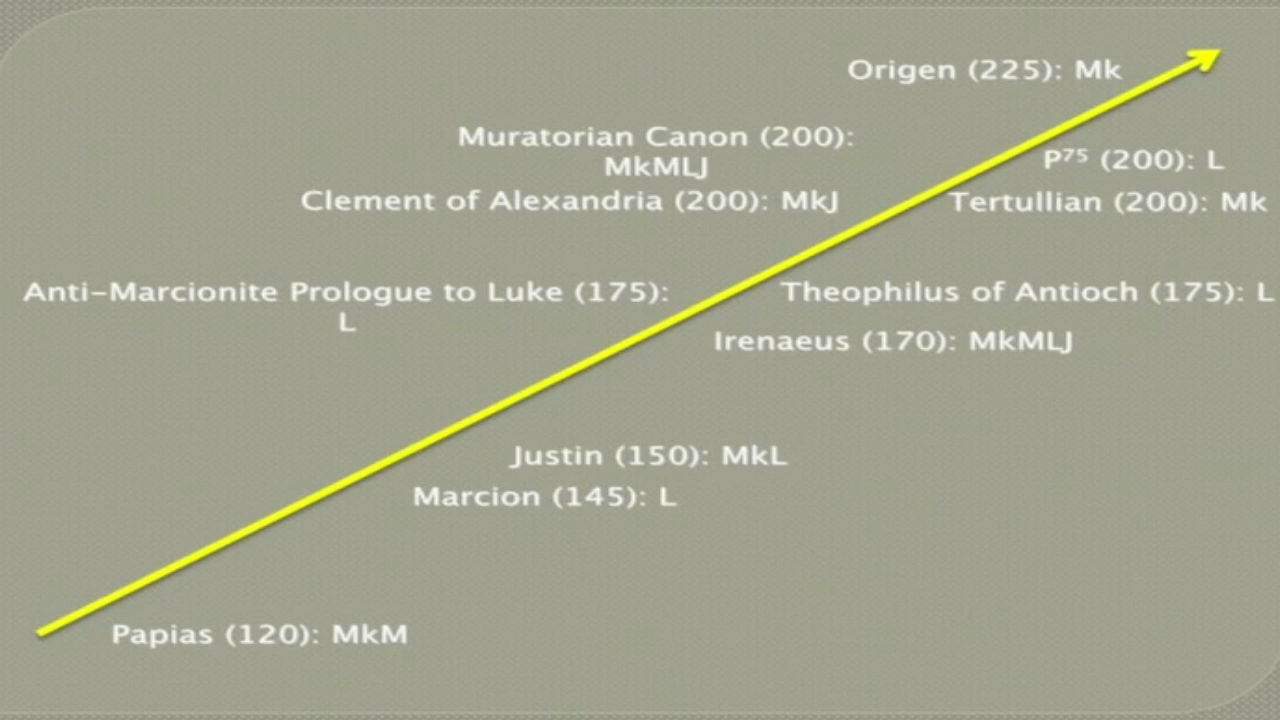 Origen (225): Mk
Muratorian Canon (200):
MkMLJ
P⁷⁵ (200): L
Clement of Alexandria (200): MkJ
Tertullian (200): Mk
Anti-Marcionite Prologue to Luke (175):
L
Theophilus of Antioch (175): L
Irenaeus (170): MkMLJ
Justin (150): MkL
Marcion (145): L
Papias (120): MkM